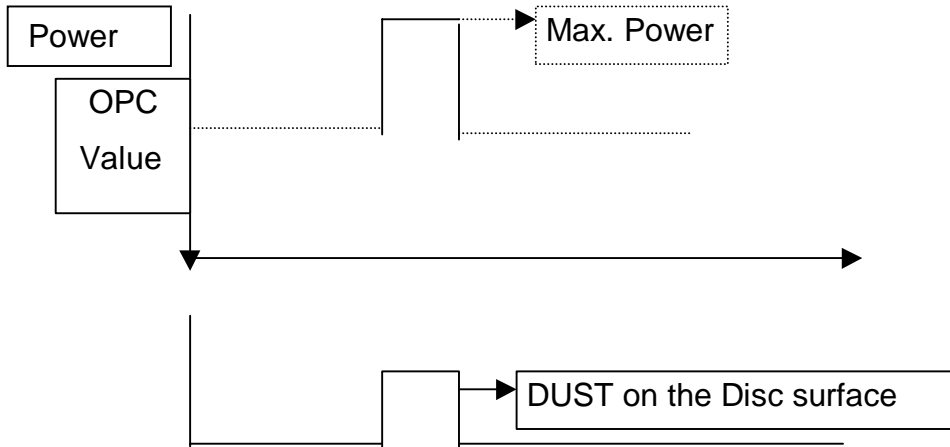 Power
Max. Power
OPC
Value
DUST on the Disc surface